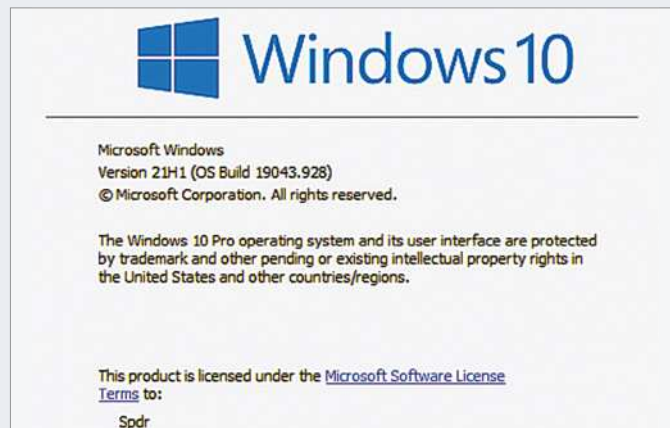 Windows 10
Microsoft Windows
Version 21H1 (OS Build 19043.928)
© Microsoft Corporation. All rights reserved.
The Windows 10 Pro operating system and its user interface are protected
by trademark and other pending or existing intellectual property rights in
the United States and other countries/regions.
This product is licensed under the Microsoft Software License
Terms to:
Spdr